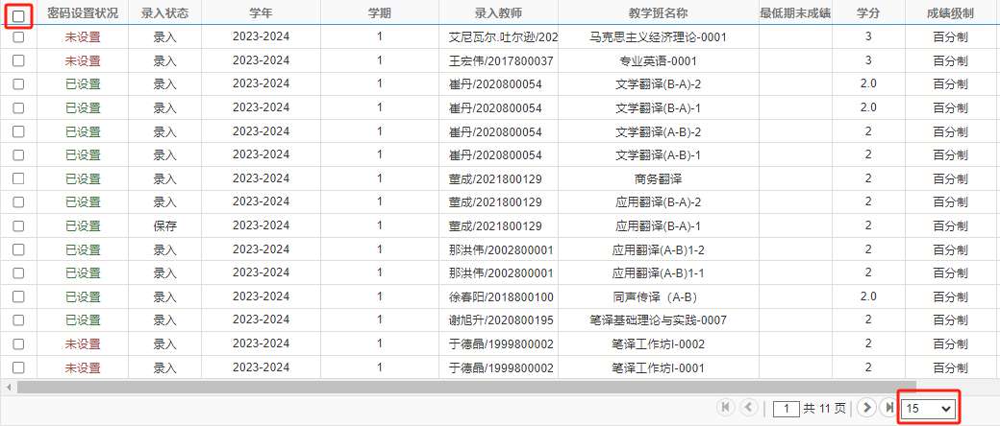 密码设置状况 录入状态 学年 学期 录入教师 教学班名称 最低期末成绩 学分 成绩级制
未设置 录入 2023-2024 1 艾尼瓦尔.吐尔逊/202 马克思主义经济理论-0001 3 百分制
未设置 录入 2023-2024 1 王宏伟/2017800037 专业英语-0001 3 百分制
已设置 录入 2023-2024 1 崔丹/2020800054 文学翻译(B-A)-2 2.0 百分制
已设置 录入 2023-2024 1 崔丹/2020800054 文学翻译(B-A)-1 2.0 百分制
已设置 录入 2023-2024 1 崔丹/2020800054 文学翻译(A-B)-2 2 百分制
已设置 录入 2023-2024 1 崔丹/2020800054 文学翻译(A-B)-1 2 百分制
已设置 录入 2023-2024 1 董成/2021800129 商务翻译 2 百分制
已设置 录入 2023-2024 1 董成/2021800129 应用翻译(B-A)-2 2 百分制
已设置 保存 2023-2024 1 董成/2021800129 应用翻译(B-A)-1 2 百分制
已设置 录入 2023-2024 1 那洪伟/2002800001 应用翻译(A-B)1-2 2 百分制
已设置 录入 2023-2024 1 那洪伟/2002800001 应用翻译(A-B)1-1 2 百分制
已设置 录入 2023-2024 1 徐春阳/2018800100 同声传译（A-B） 2.0 百分制
已设置 录入 2023-2024 1 谢旭升/2020800195 笔译基础理论与实践-0007 2 百分制
未设置 录入 2023-2024 1 于德晶/1999800002 笔译工作坊I-0002 2 百分制
未设置 录入 2023-2024 1 于德晶/1999800002 笔译工作坊I-0001 2 百分制
1 共 11 页 15